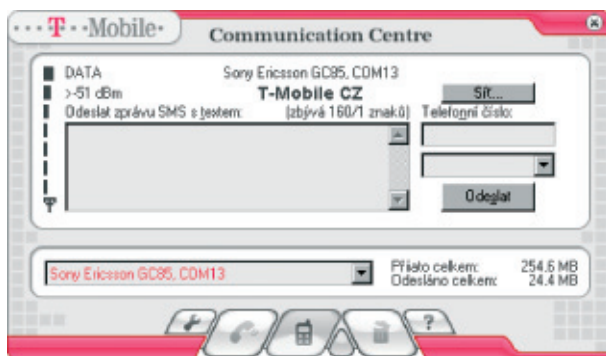 ···T··Mobile·
Communication Centre
DATA Sony Ericsson GC85, COM13
>-51 dBm T-Mobile CZ Síť...
Odeslat zprávu SMS s textem: (zbývá 160/1 znaků) Telefonní číslo:
Odeslat
Sony Ericsson GC85, COM13
Přijato celkem: 254.6 MB
Odesláno celkem: 24.4 MB
?